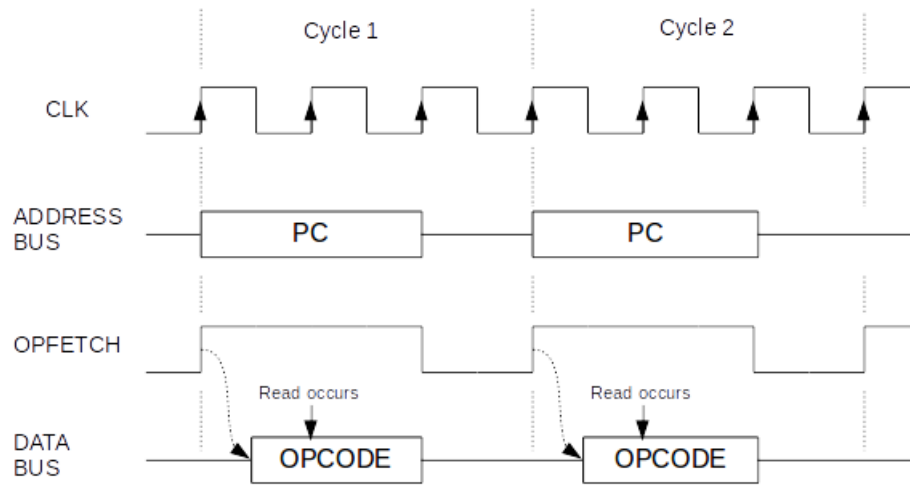 Cycle 1
Cycle 2
CLK
ADDRESS
BUS
PC
PC
OPFETCH
Read occurs
Read occurs
DATA
BUS
OPCODE
OPCODE